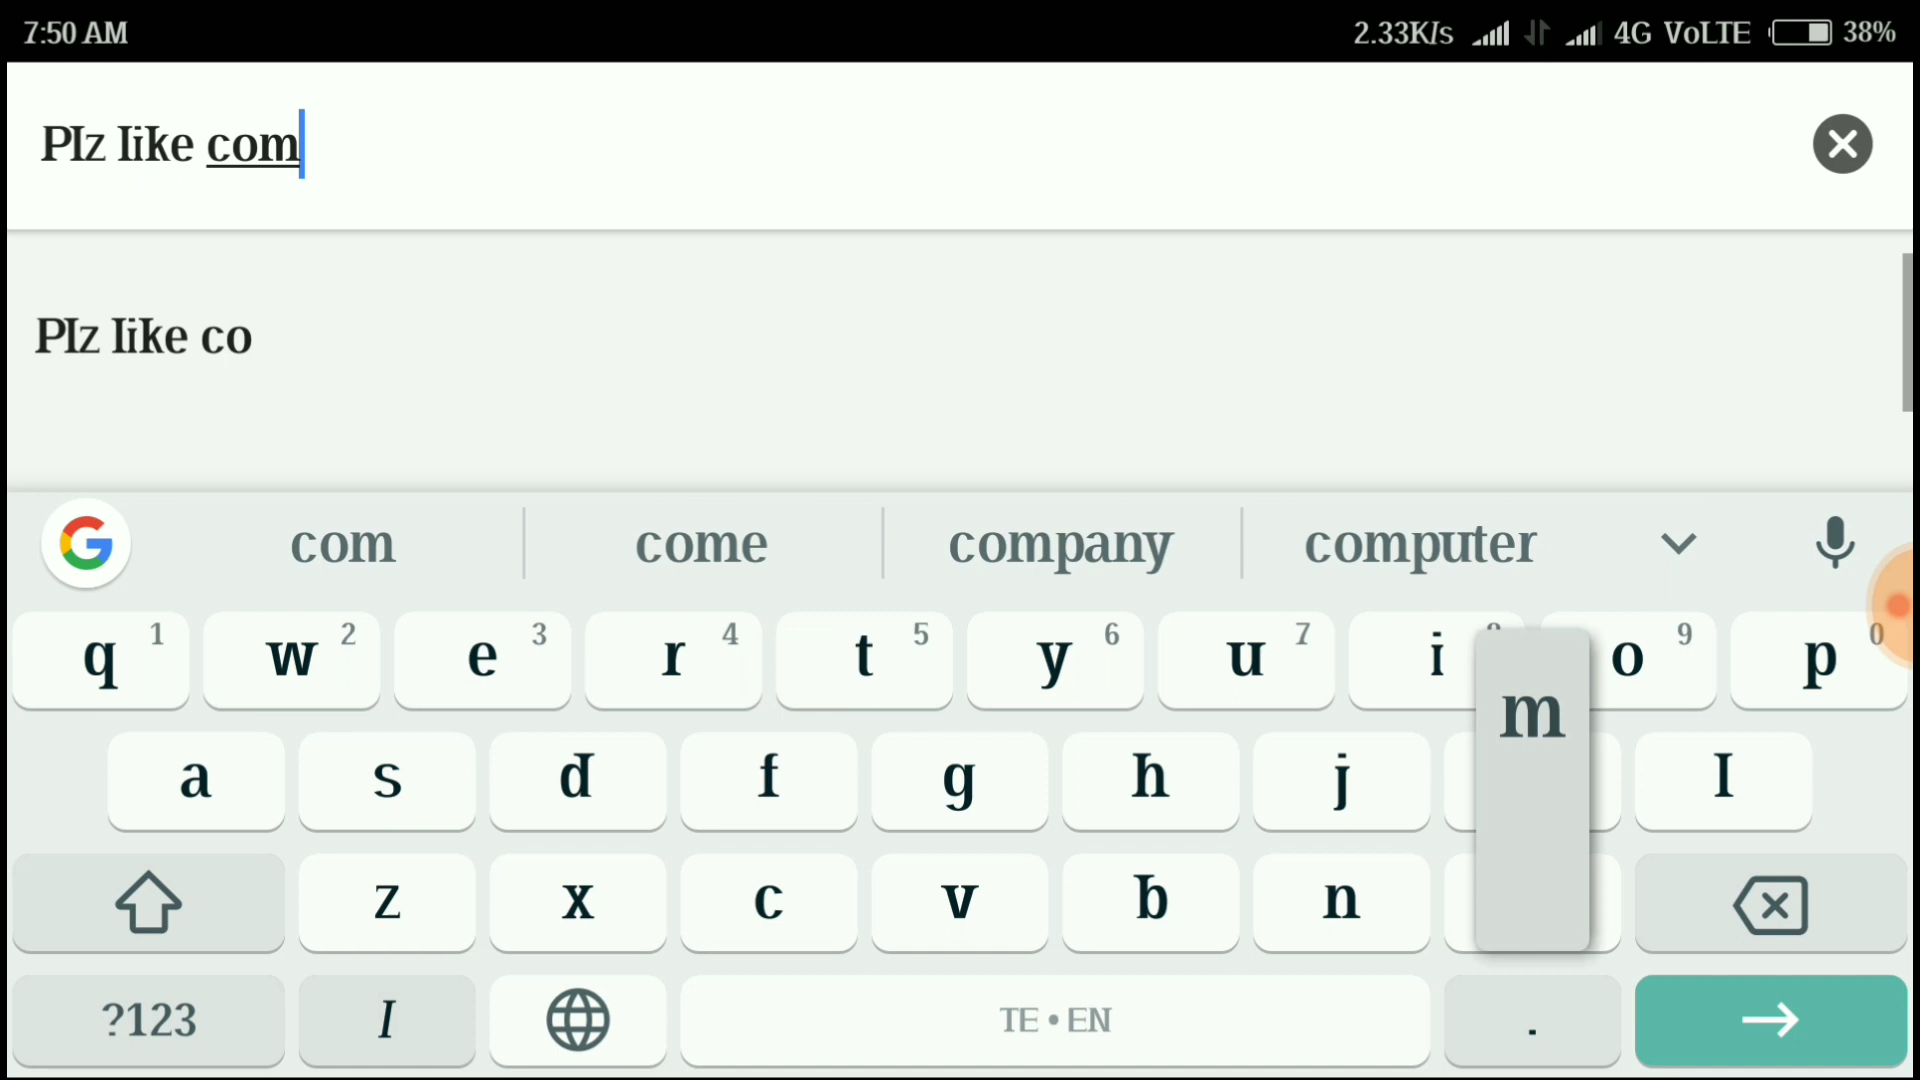 7:50 AM 2.33K/s 4G VoLTE 38%
Plz like com
Plz like co
com come company computer
q 1 w 2 e 3 r 4 t 5 y 6 u 7 i o 9 p 0
a s d f g h j l
m
z x c v b n
?123 / TE • EN .